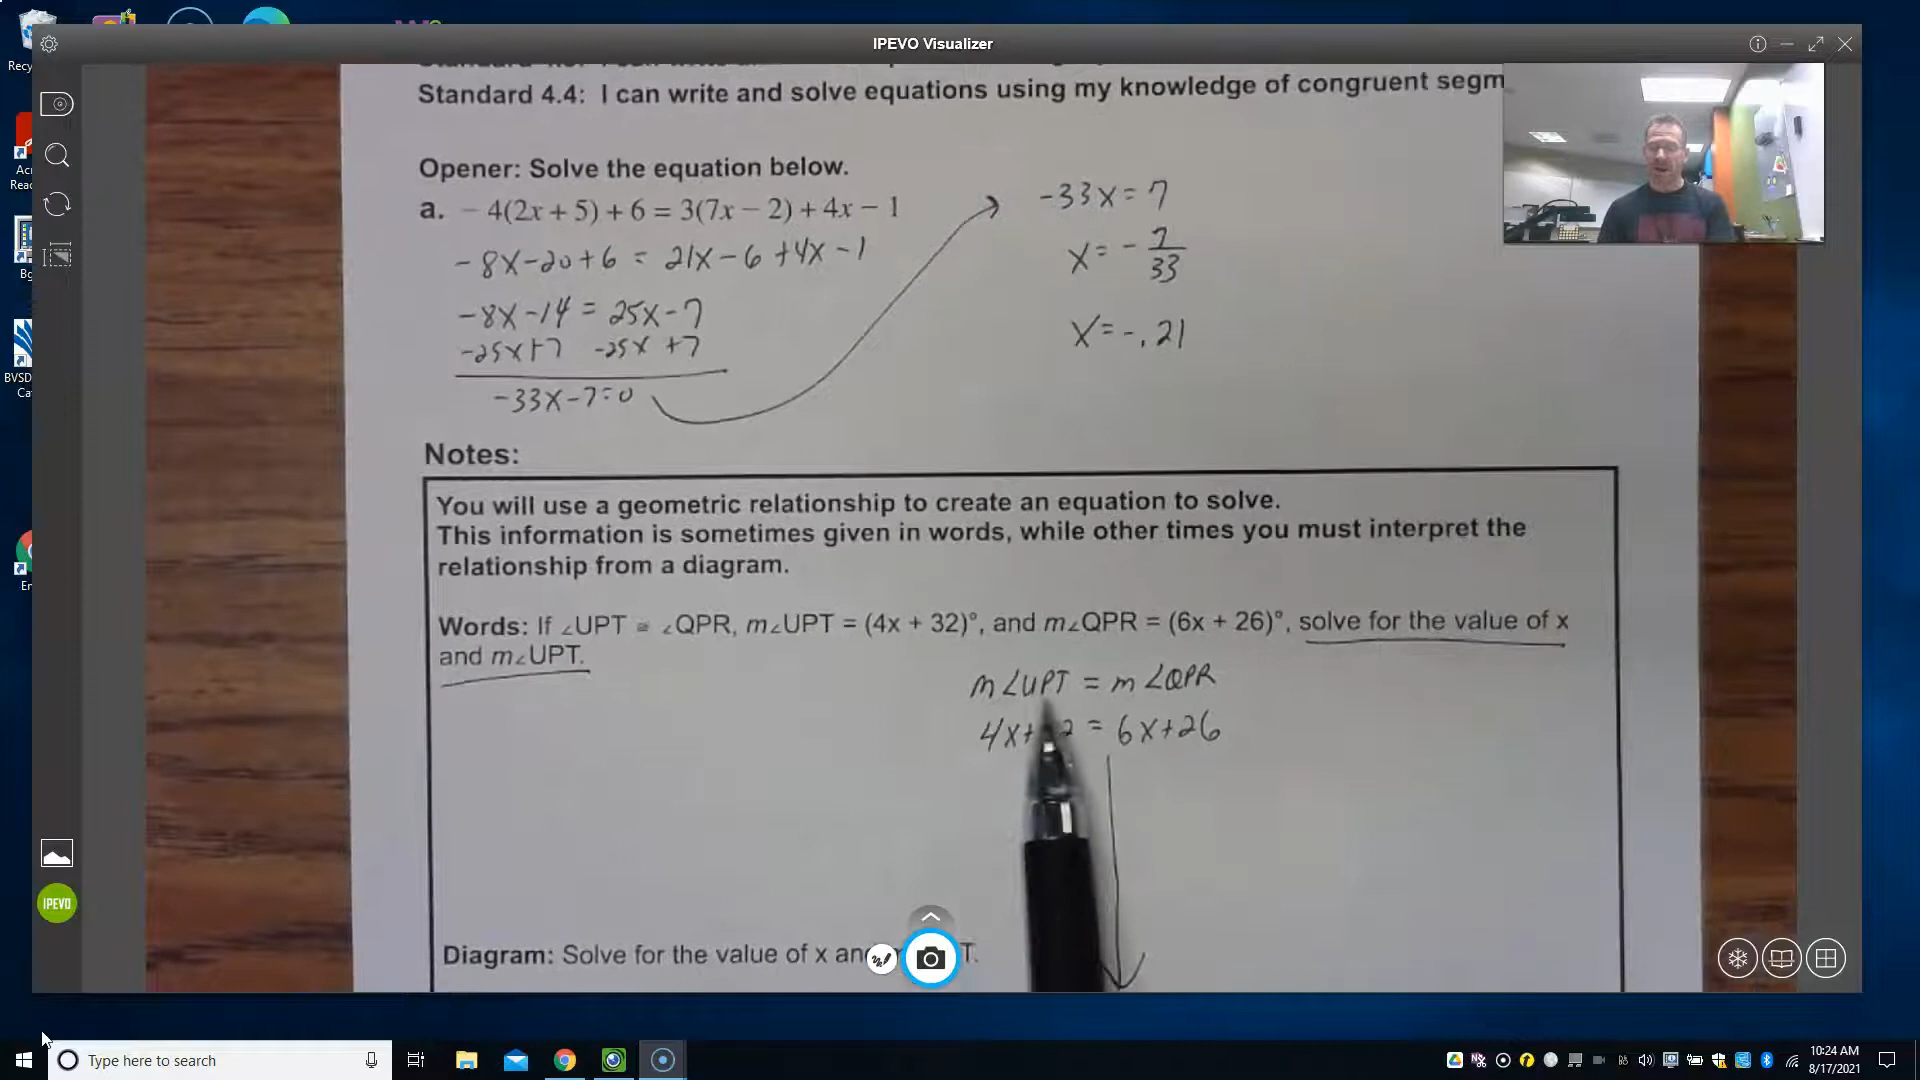 IPEVO Visualizer
Standard 4.4: I can write and solve equations using my knowledge of congruent segm
Opener: Solve the equation below.
a. - 4(2x + 5) + 6 = 3(7x - 2) + 4x - 1
-8x-20+6 = 21x-6+4x-1
-8x-14 = 25x-7
-25x+7 -25x +7
-33x-7=0
-33x=7
x= - 7/33
x=-.21
Notes:
You will use a geometric relationship to create an equation to solve.
This information is sometimes given in words, while other times you must interpret the
relationship from a diagram.
Words: If ∠UPT ≅ ∠QPR, m∠UPT = (4x + 32)°, and m∠QPR = (6x + 26)°, solve for the value of x
and m∠UPT.
m∠UPT = m∠QPR
4x+ 2 = 6x+26
Diagram: Solve for the value of x an T.
IPEVO
Type here to search
10:24 AM
8/17/2021